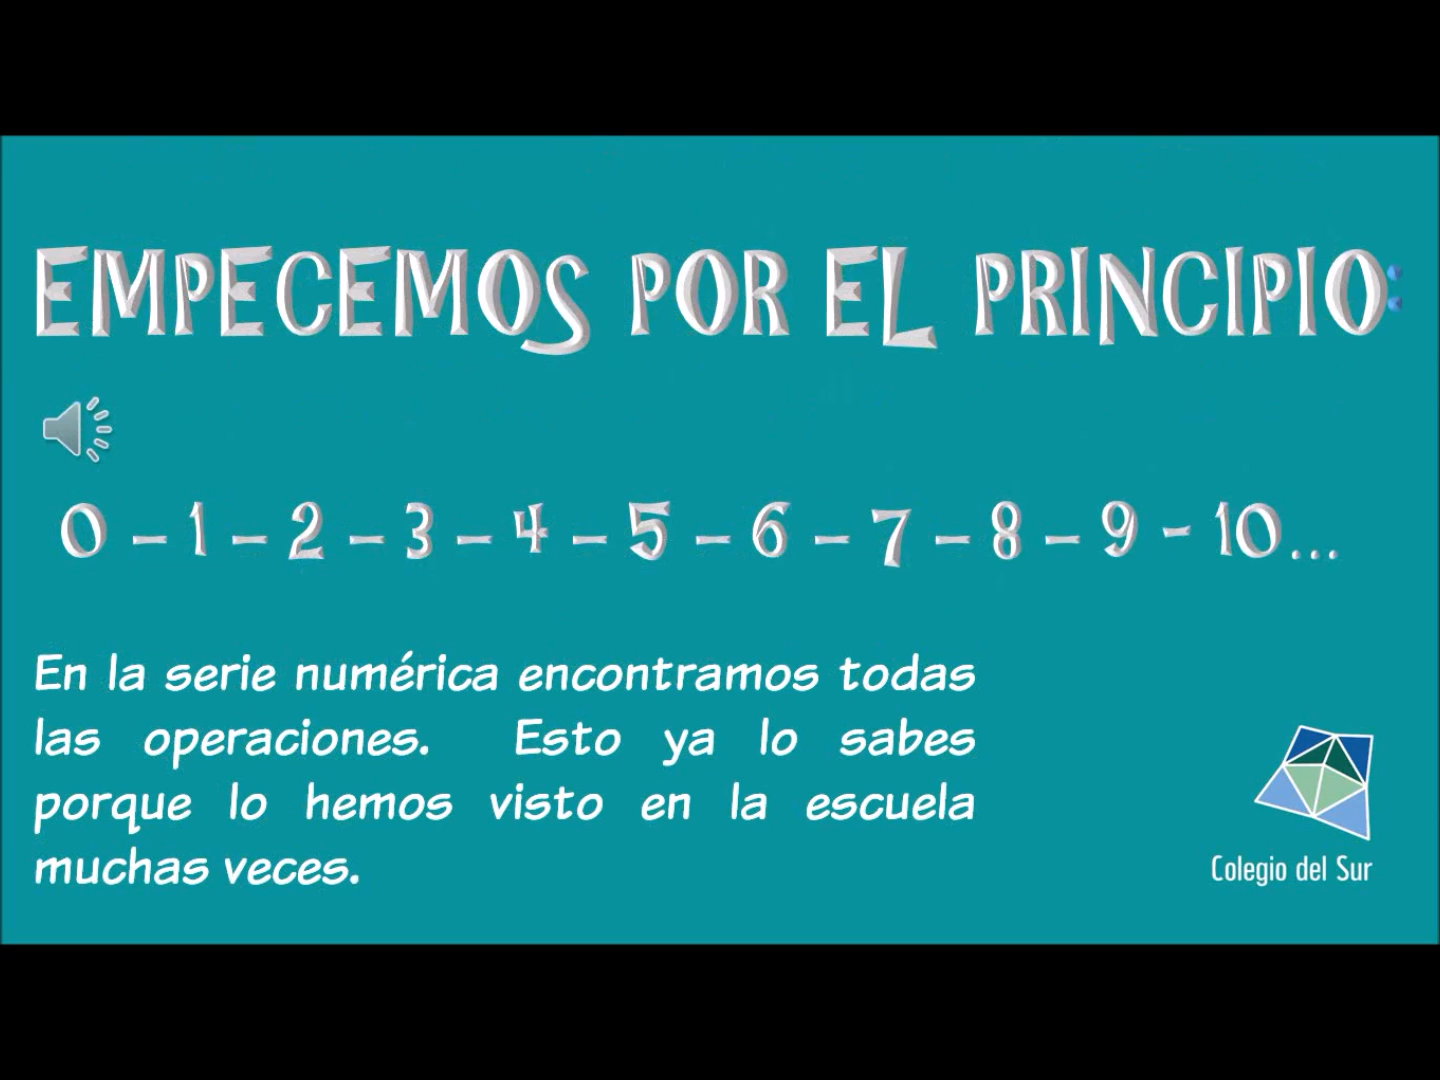 EMPECEMOS POR EL PRINCIPIO:
0 – 1 – 2 – 3 – 4 – 5 – 6 – 7 – 8 – 9 - 10...
En la serie numérica encontramos todas
las operaciones. Esto ya lo sabes
porque lo hemos visto en la escuela
muchas veces.
Colegio del Sur